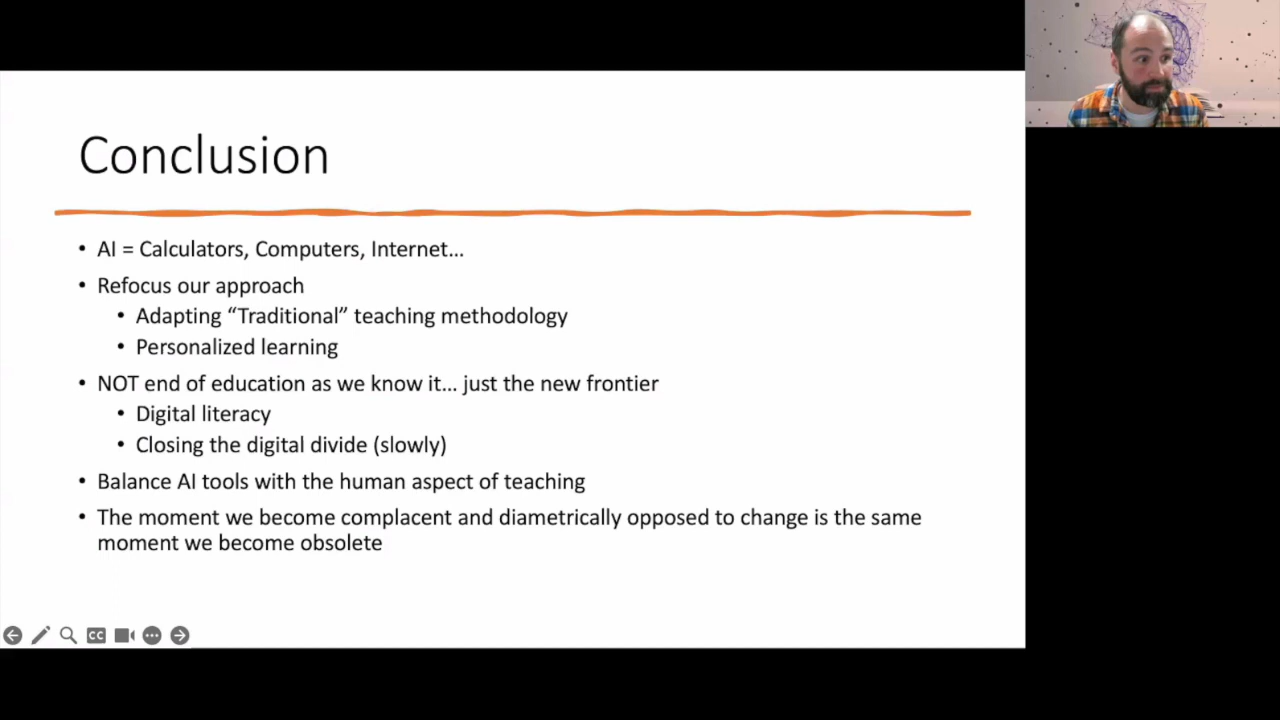 Conclusion
• AI = Calculators, Computers, Internet…
• Refocus our approach
• Adapting “Traditional” teaching methodology
• Personalized learning
• NOT end of education as we know it… just the new frontier
• Digital literacy
• Closing the digital divide (slowly)
• Balance AI tools with the human aspect of teaching
• The moment we become complacent and diametrically opposed to change is the same
moment we become obsolete
CC